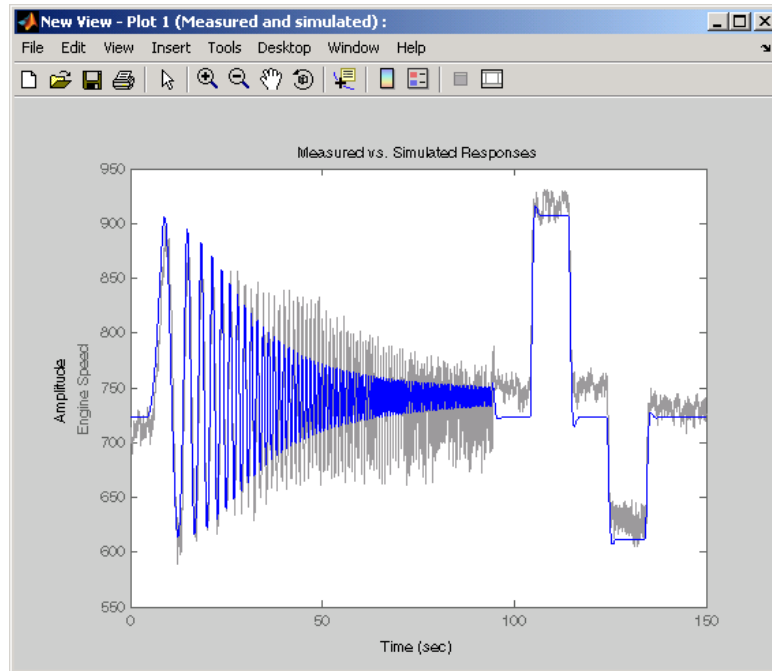 New View - Plot 1 (Measured and simulated) :
File Edit View Insert Tools Desktop Window Help
Measured vs. Simulated Responses
Amplitude
Engine Speed
950
900
850
800
750
700
650
600
550
0 50 100 150
Time (sec)